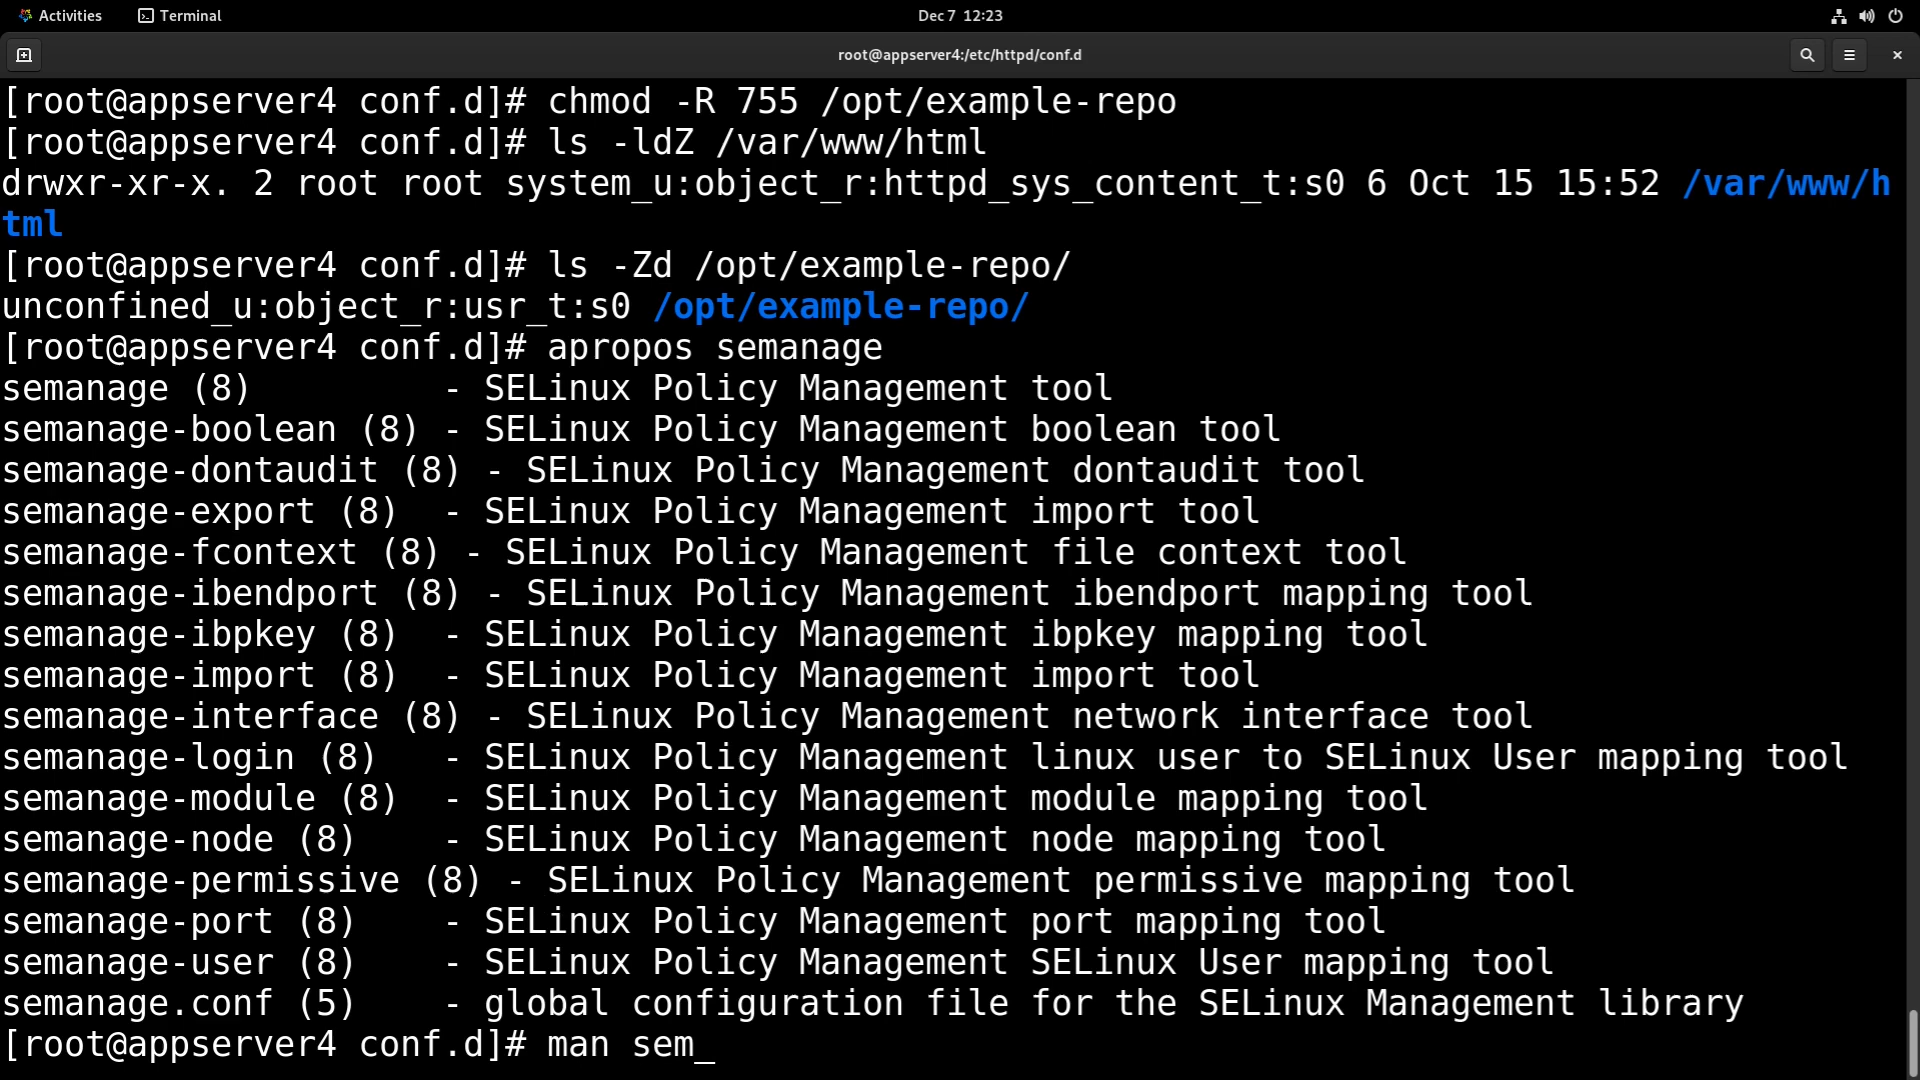 Activities Terminal Dec 7 12:23
root@appserver4:/etc/httpd/conf.d
[root@appserver4 conf.d]# chmod -R 755 /opt/example-repo
[root@appserver4 conf.d]# ls -ldZ /var/www/html
drwxr-xr-x. 2 root root system_u:object_r:httpd_sys_content_t:s0 6 Oct 15 15:52 /var/www/h
tml
[root@appserver4 conf.d]# ls -Zd /opt/example-repo/
unconfined_u:object_r:usr_t:s0 /opt/example-repo/
[root@appserver4 conf.d]# apropos semanage
semanage (8)         - SELinux Policy Management tool
semanage-boolean (8) - SELinux Policy Management boolean tool
semanage-dontaudit (8) - SELinux Policy Management dontaudit tool
semanage-export (8)  - SELinux Policy Management import tool
semanage-fcontext (8) - SELinux Policy Management file context tool
semanage-ibendport (8) - SELinux Policy Management ibendport mapping tool
semanage-ibpkey (8)  - SELinux Policy Management ibpkey mapping tool
semanage-import (8)  - SELinux Policy Management import tool
semanage-interface (8) - SELinux Policy Management network interface tool
semanage-login (8)   - SELinux Policy Management linux user to SELinux User mapping tool
semanage-module (8)  - SELinux Policy Management module mapping tool
semanage-node (8)    - SELinux Policy Management node mapping tool
semanage-permissive (8) - SELinux Policy Management permissive mapping tool
semanage-port (8)    - SELinux Policy Management port mapping tool
semanage-user (8)    - SELinux Policy Management SELinux User mapping tool
semanage.conf (5)    - global configuration file for the SELinux Management library
[root@appserver4 conf.d]# man sem_